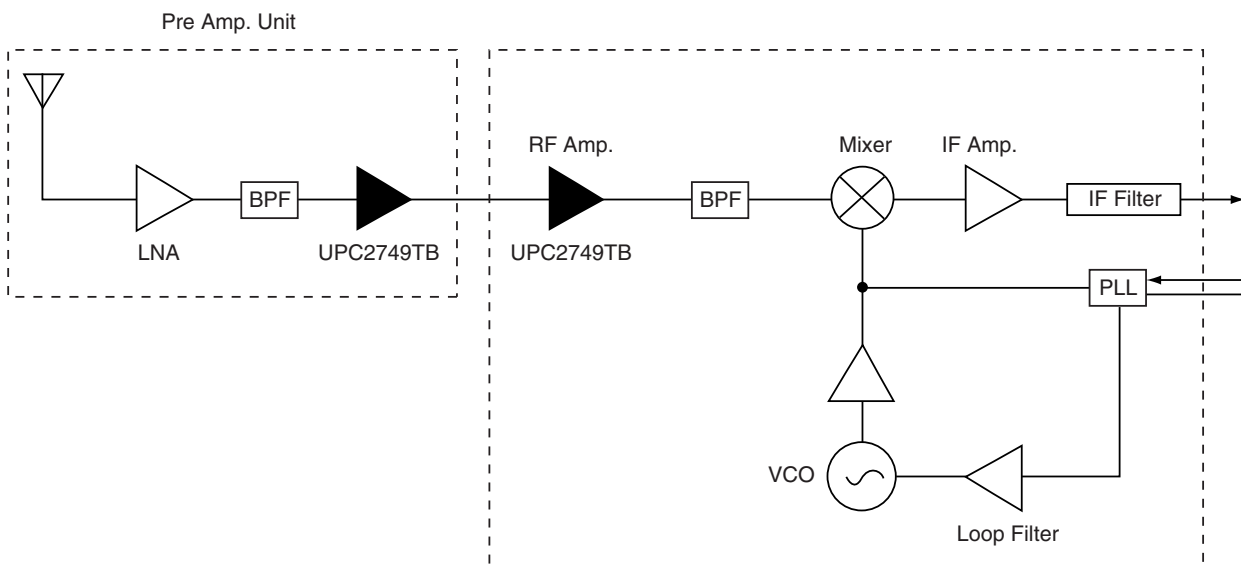 Pre Amp. Unit
RF Amp.
Mixer
IF Amp.
BPF
BPF
IF Filter
LNA
UPC2749TB
UPC2749TB
PLL
VCO
Loop Filter